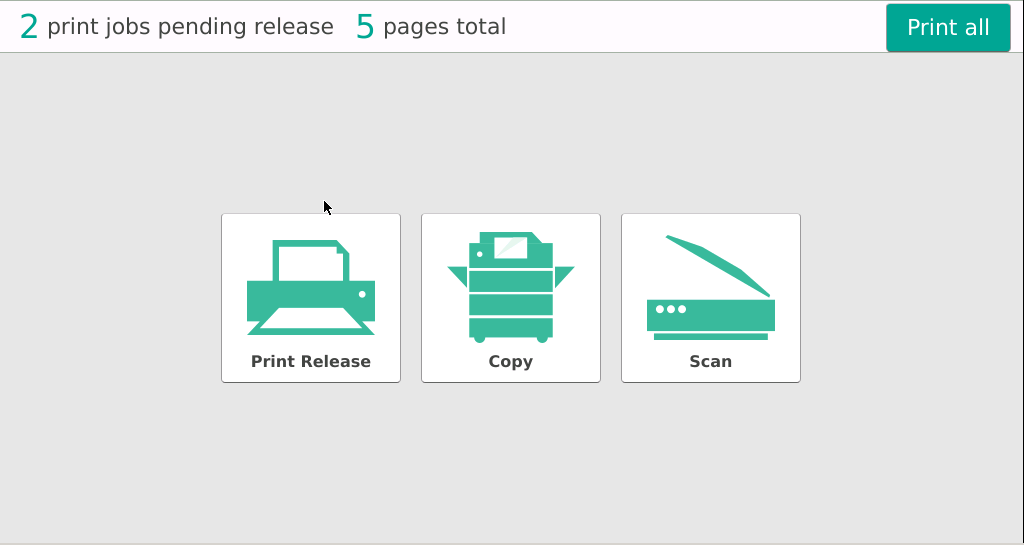 2 print jobs pending release 5 pages total Print all
Print Release Copy Scan